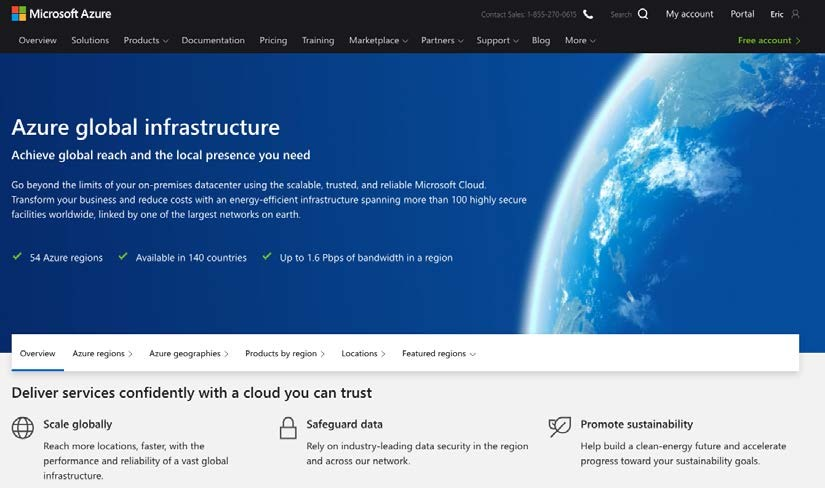 Microsoft Azure
Contact Sales: 1-855-270-0615 Search My account Portal Eric
Overview Solutions Products Documentation Pricing Training Marketplace Partners Support Blog More Free account
Azure global infrastructure
Achieve global reach and the local presence you need
Go beyond the limits of your on-premises datacenter using the scalable, trusted, and reliable Microsoft Cloud.
Transform your business and reduce costs with an energy-efficient infrastructure spanning more than 100 highly secure
facilities worldwide, linked by one of the largest networks on earth.
54 Azure regions Available in 140 countries Up to 1.6 Pbps of bandwidth in a region
Overview Azure regions Azure geographies Products by region Locations Featured regions
Deliver services confidently with a cloud you can trust
Scale globally
Reach more locations, faster, with the
performance and reliability of a vast global
infrastructure.
Safeguard data
Rely on industry-leading data security in the region
and across our network.
Promote sustainability
Help build a clean-energy future and accelerate
progress toward your sustainability goals.